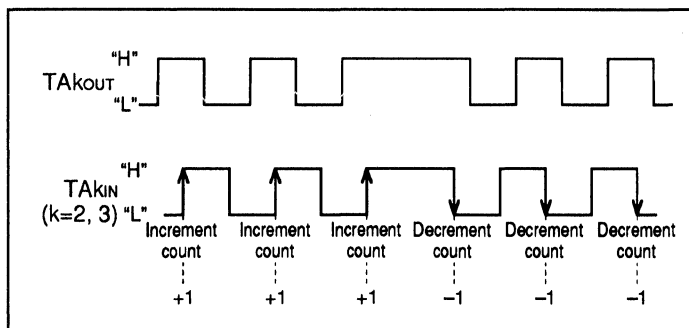 “H”
TAkOUT
“L”
“H”
TAkIN
(k=2, 3) “L”
Increment count Increment count Increment count Decrement count Decrement count Decrement count
+1 +1 +1 −1 −1 −1